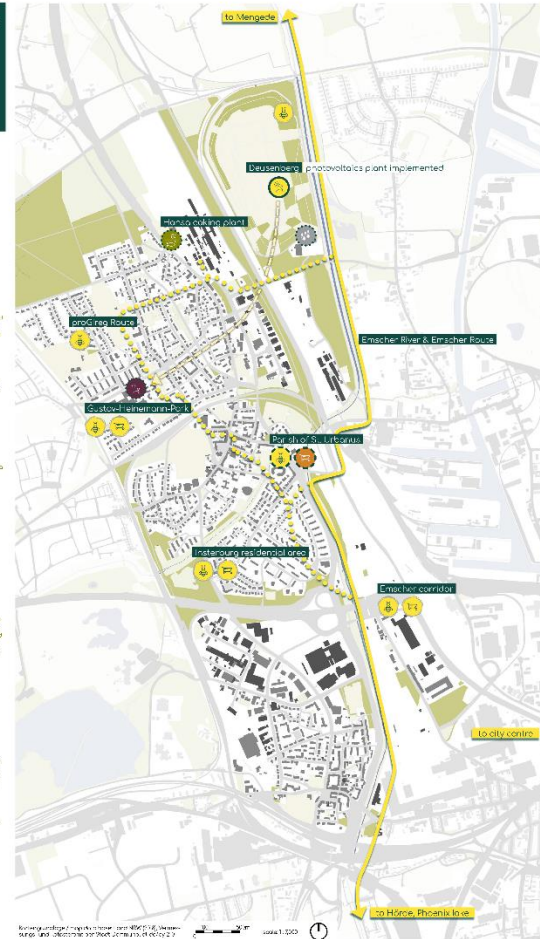 to Mengede
Deusenberg photovoltaics plant implemented
Hansa coking plant
proGIreg Route
Emscher River & Emscher Route
Gustav-Heinemann-Park
Parish of St. Urbanus
Insterburg residential area
Emscher corridor
to city centre
to Hörde, Phoenix lake